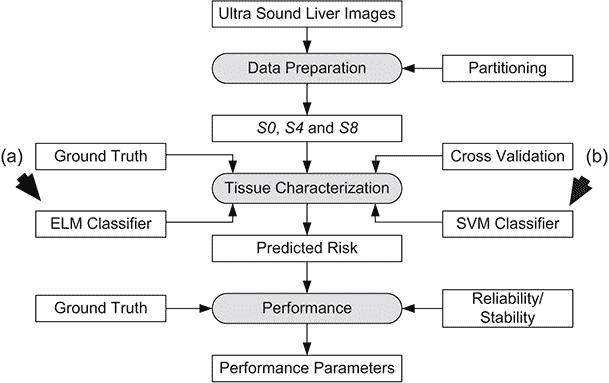 Ultra Sound Liver Images
Data Preparation
Partitioning
S0, S4 and S8
(a)
Ground Truth
Cross Validation
(b)
Tissue Characterization
ELM Classifier
SVM Classifier
Predicted Risk
Ground Truth
Performance
Reliability/
Stability
Performance Parameters